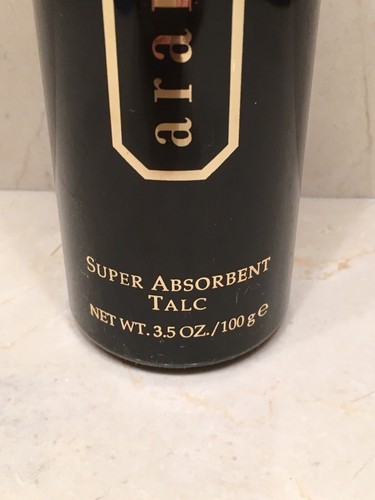 ara
SUPER ABSORBENT
TALC
NET WT. 3.5 OZ./100 g ℮